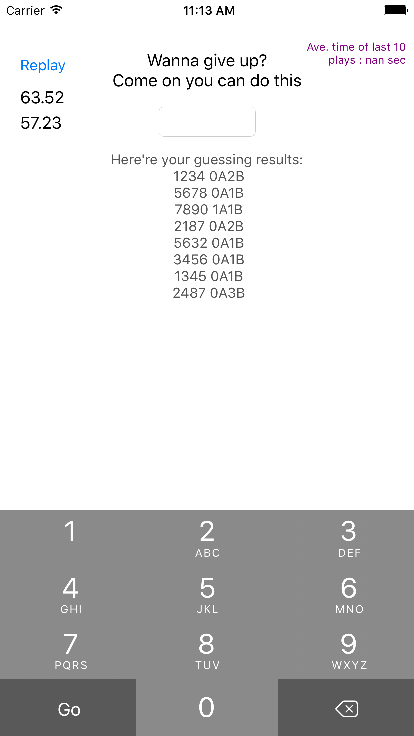 Carrier 11:13 AM
Ave. time of last 10
plays : nan sec
Replay
Wanna give up?
Come on you can do this
63.52
57.23
Here're your guessing results:
1234 0A2B
5678 0A1B
7890 1A1B
2187 0A2B
5632 0A1B
3456 0A1B
1345 0A1B
2487 0A3B
1 2 3
ABC DEF
4 5 6
GHI JKL MNO
7 8 9
PQRS TUV WXYZ
Go 0